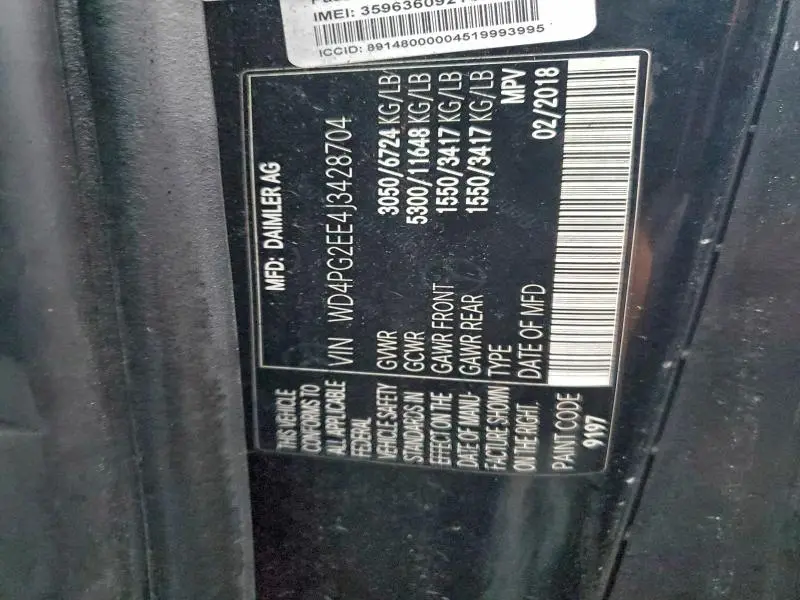 IMEI:
ICCID: 89148000004519993995
MFD: DAIMLER AG
VIN WD4PG2EE4J3428704
GVWR 3050/6724 KG/LB
GCWR 5300/11648 KG/LB
GAWR FRONT 1550/3417 KG/LB
GAWR REAR 1550/3417 KG/LB
TYPE MPV
DATE OF MFD 02/2018
THIS VEHICLE
CONFORMS TO
ALL APPLICABLE
FEDERAL
VEHICLE SAFETY
STANDARDS IN
EFFECT ON THE
DATE OF MANU-
FACTURE SHOWN
ON THE RIGHT.
PAINT CODE
9197